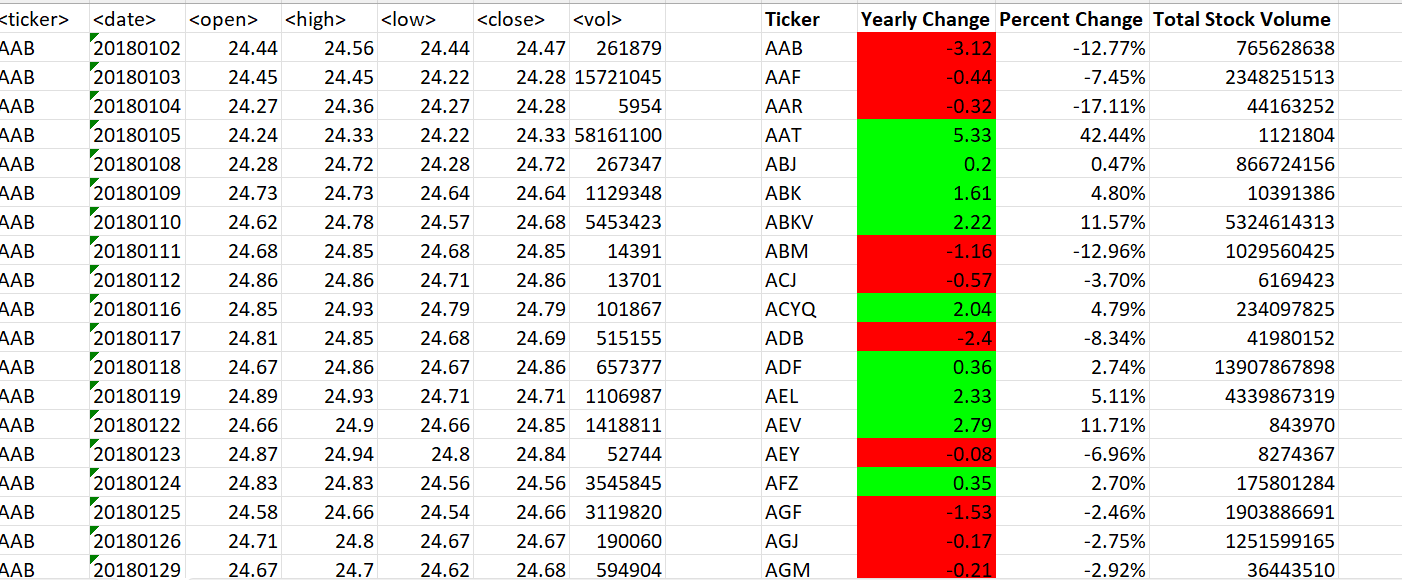 <ticker> <date> <open> <high> <low> <close> <vol> Ticker Yearly Change Percent Change Total Stock Volume
AAB 20180102 24.44 24.56 24.44 24.47 261879 AAB -3.12 -12.77% 765628638
AAB 20180103 24.45 24.45 24.22 24.28 15721045 AAF -0.44 -7.45% 2348251513
AAB 20180104 24.27 24.36 24.27 24.28 5954 AAR -0.32 -17.11% 44163252
AAB 20180105 24.24 24.33 24.22 24.33 58161100 AAT 5.33 42.44% 1121804
AAB 20180108 24.28 24.72 24.28 24.72 267347 ABJ 0.2 0.47% 866724156
AAB 20180109 24.73 24.73 24.64 24.64 1129348 ABK 1.61 4.80% 10391386
AAB 20180110 24.62 24.78 24.57 24.68 5453423 ABKV 2.22 11.57% 5324614313
AAB 20180111 24.68 24.85 24.68 24.85 14391 ABM -1.16 -12.96% 1029560425
AAB 20180112 24.86 24.86 24.71 24.86 13701 ACJ -0.57 -3.70% 6169423
AAB 20180116 24.85 24.93 24.79 24.79 101867 ACYQ 2.04 4.79% 234097825
AAB 20180117 24.81 24.85 24.68 24.69 515155 ADB -2.4 -8.34% 41980152
AAB 20180118 24.67 24.86 24.67 24.86 657377 ADF 0.36 2.74% 13907867898
AAB 20180119 24.89 24.93 24.71 24.71 1106987 AEL 2.33 5.11% 4339867319
AAB 20180122 24.66 24.9 24.66 24.85 1418811 AEV 2.79 11.71% 843970
AAB 20180123 24.87 24.94 24.8 24.84 52744 AEY -0.08 -6.96% 8274367
AAB 20180124 24.83 24.83 24.56 24.56 3545845 AFZ 0.35 2.70% 175801284
AAB 20180125 24.58 24.66 24.54 24.66 3119820 AGF -1.53 -2.46% 1903886691
AAB 20180126 24.71 24.8 24.67 24.67 190060 AGJ -0.17 -2.75% 1251599165
AAB 20180129 24.67 24.7 24.62 24.68 594904 AGM -0.21 -2.92% 36443510